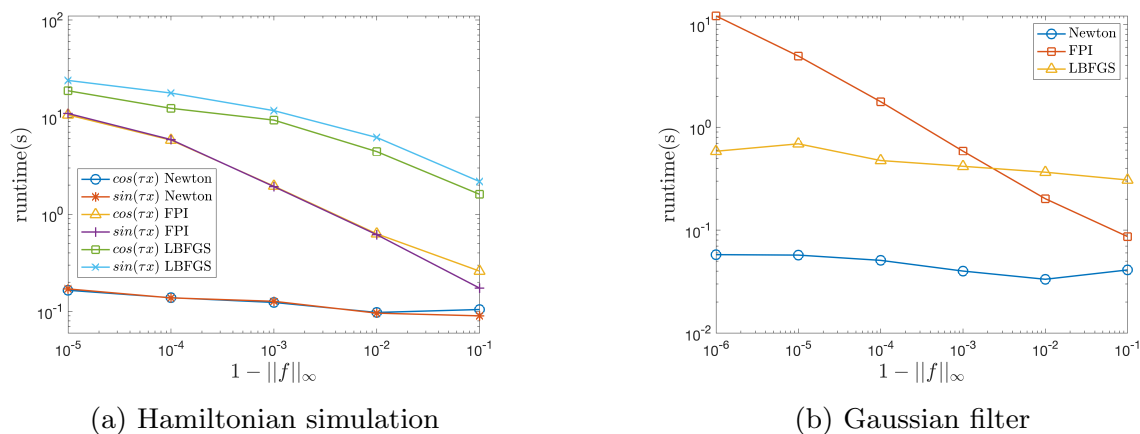 10^2
10^1
10^0
10^-1
runtime(s)
cos(τx) Newton
sin(τx) Newton
cos(τx) FPI
sin(τx) FPI
cos(τx) LBFGS
sin(τx) LBFGS
10^-5 10^-4 10^-3 10^-2 10^-1
1 − ||f||∞
(a) Hamiltonian simulation
10^1
10^0
10^-1
10^-2
runtime(s)
Newton
FPI
LBFGS
10^-6 10^-5 10^-4 10^-3 10^-2 10^-1
1 − ||f||∞
(b) Gaussian filter